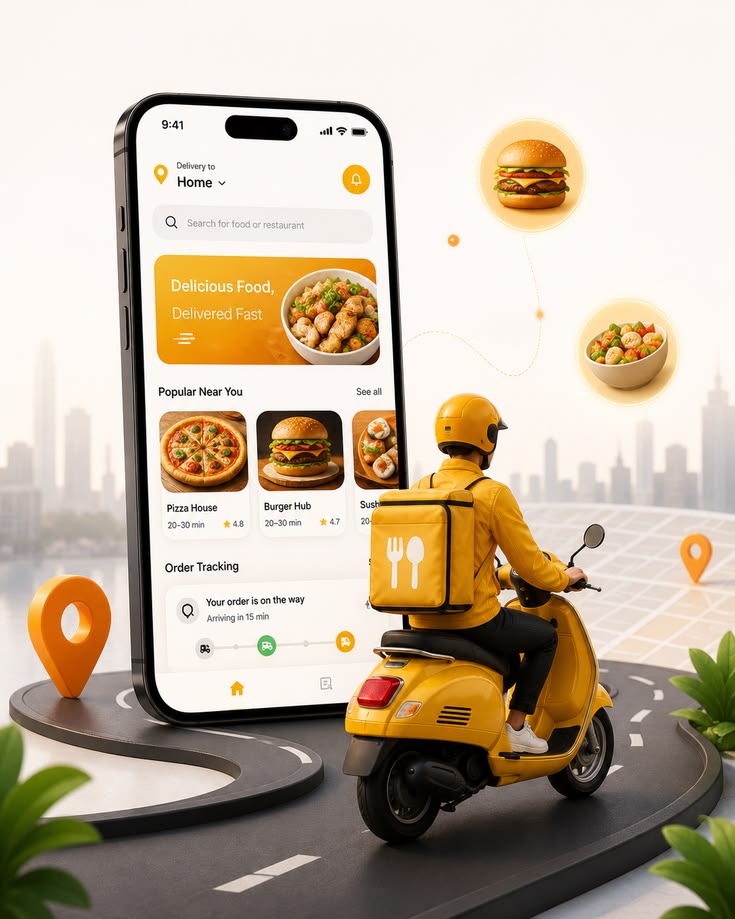 9:41
Delivery to
Home
Search for food or restaurant
Delicious Food,
Delivered Fast
Popular Near You
See all
Pizza House
20-30 min
4.8
Burger Hub
20-30 min
4.7
Order Tracking
Your order is on the way
Arriving in 15 min